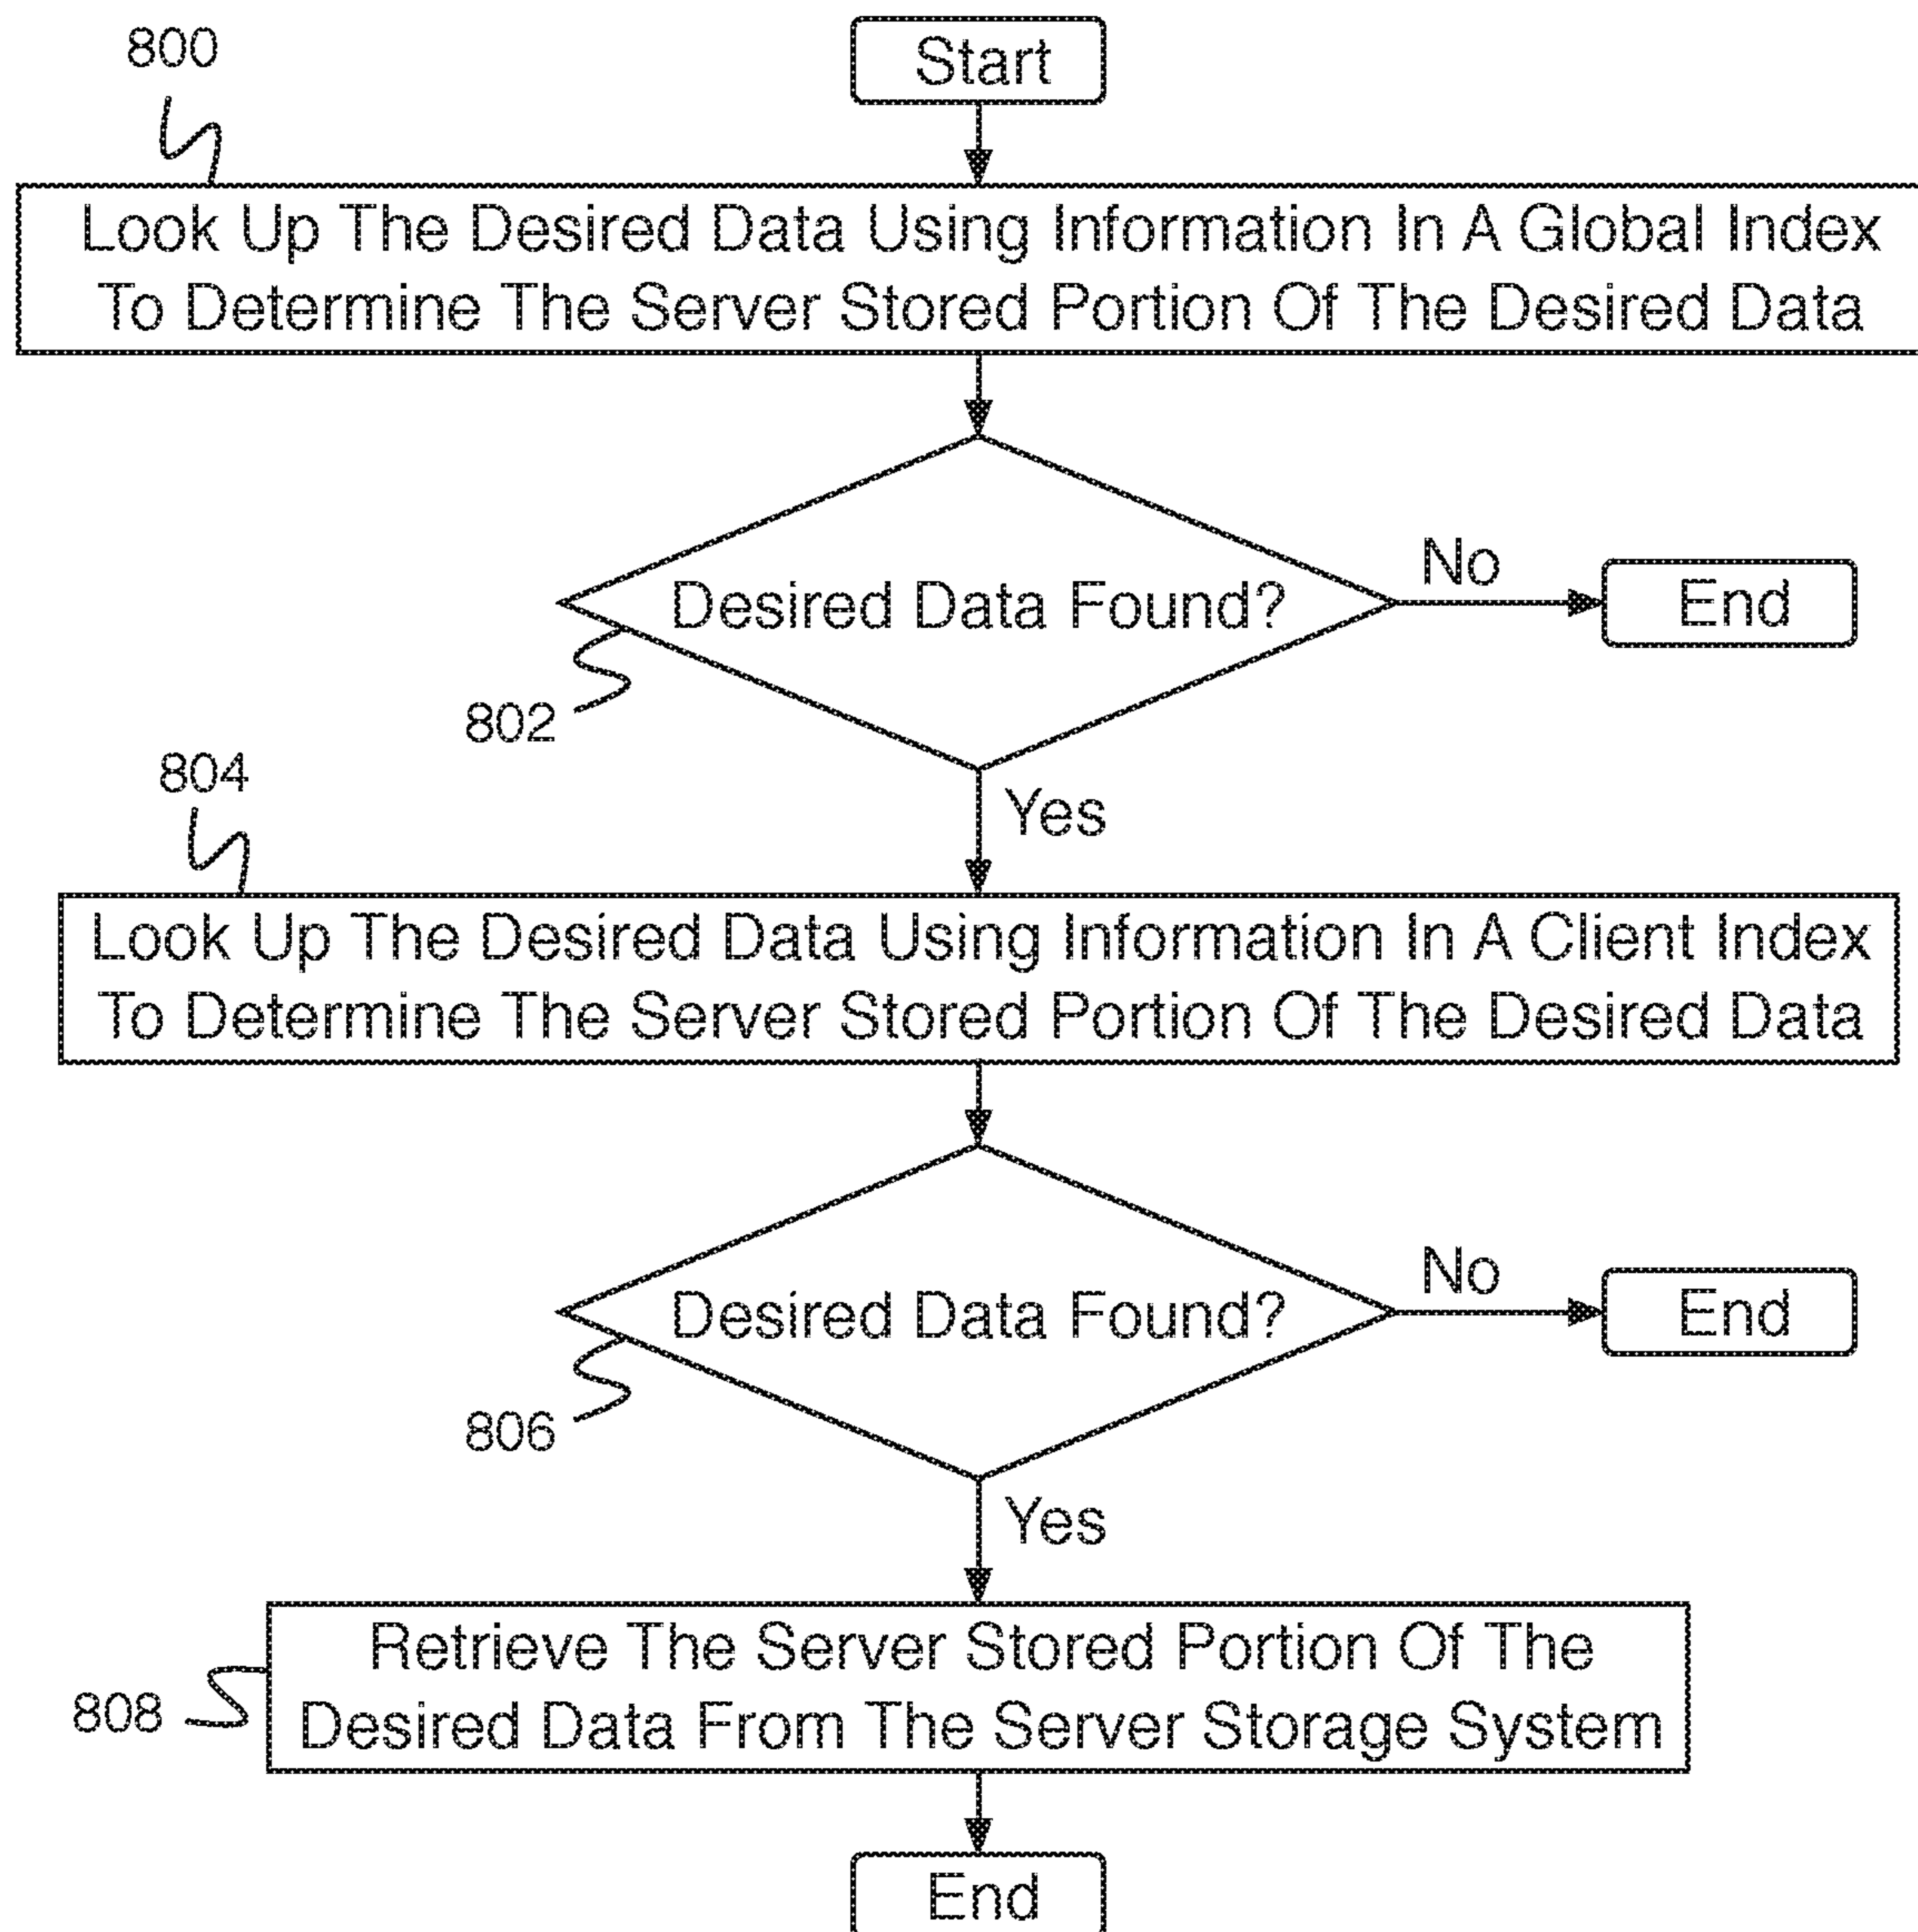 800
Start
Look Up The Desired Data Using Information In A Global Index
To Determine The Server Stored Portion Of The Desired Data
Desired Data Found?
No
End
802
Yes
804
Look Up The Desired Data Using Information In A Client Index
To Determine The Server Stored Portion Of The Desired Data
Desired Data Found?
No
End
806
Yes
Retrieve The Server Stored Portion Of The
Desired Data From The Server Storage System
808
End